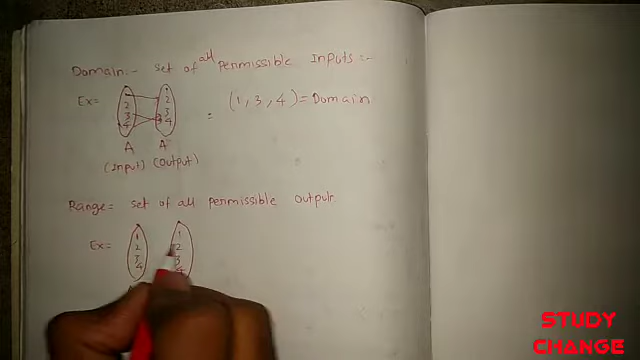 Domain:- set of all permissible inputs:-
Ex=
2
3
4
1
2
3
4
= (1, 3, 4) = Domain
A A
(Input) (Output)
Range= set of all permissible output
Ex=
1
2
3
4
1
2
3
4
STUDY
CHANGE